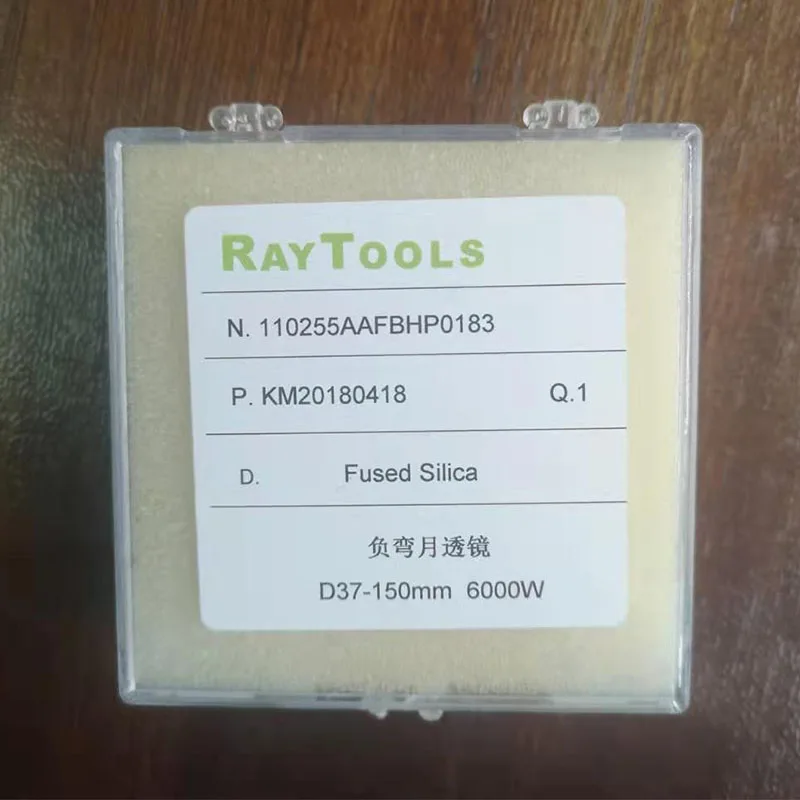 RAYTOOLS
N. 110255AAFBHP0183
P. KM20180418 Q.1
D. Fused Silica
负弯月透镜
D37-150mm 6000W